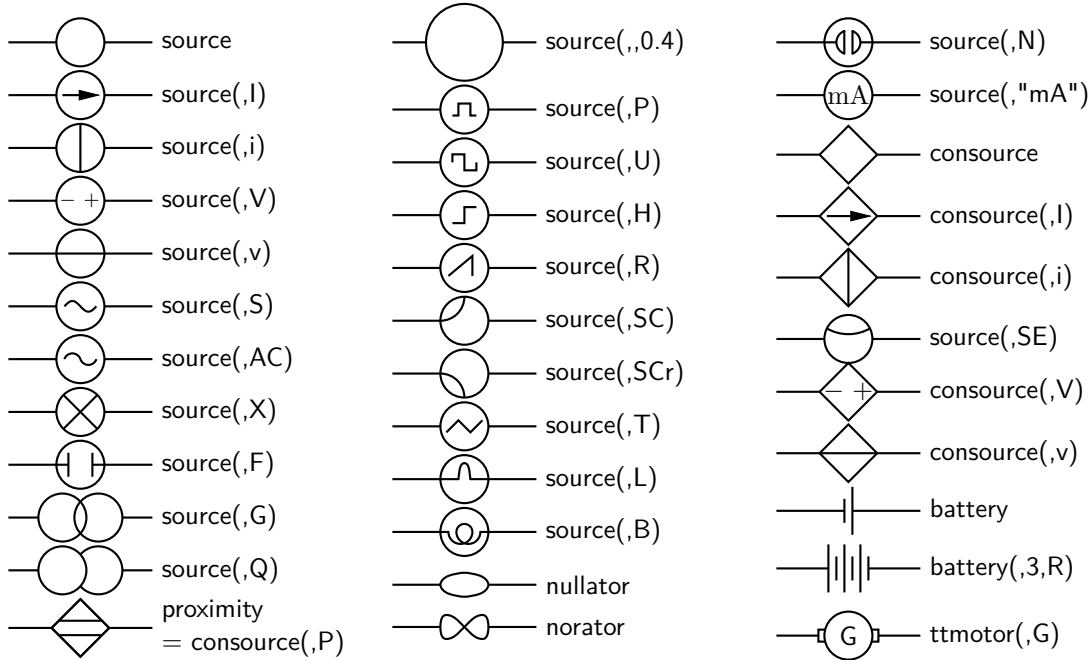 source
source(,I)
source(,i)
− +
source(,V)
source(,v)
source(,S)
source(,AC)
source(,X)
source(,F)
source(,G)
source(,Q)
proximity
= consource(,P)
source(,,0.4)
source(,P)
source(,U)
source(,H)
source(,R)
source(,SC)
source(,SCr)
source(,T)
source(,L)
source(,B)
nullator
norator
source(,N)
mA
source(,"mA")
consource
consource(,I)
consource(,i)
source(,SE)
− +
consource(,V)
consource(,v)
battery
battery(,3,R)
G
ttmotor(,G)